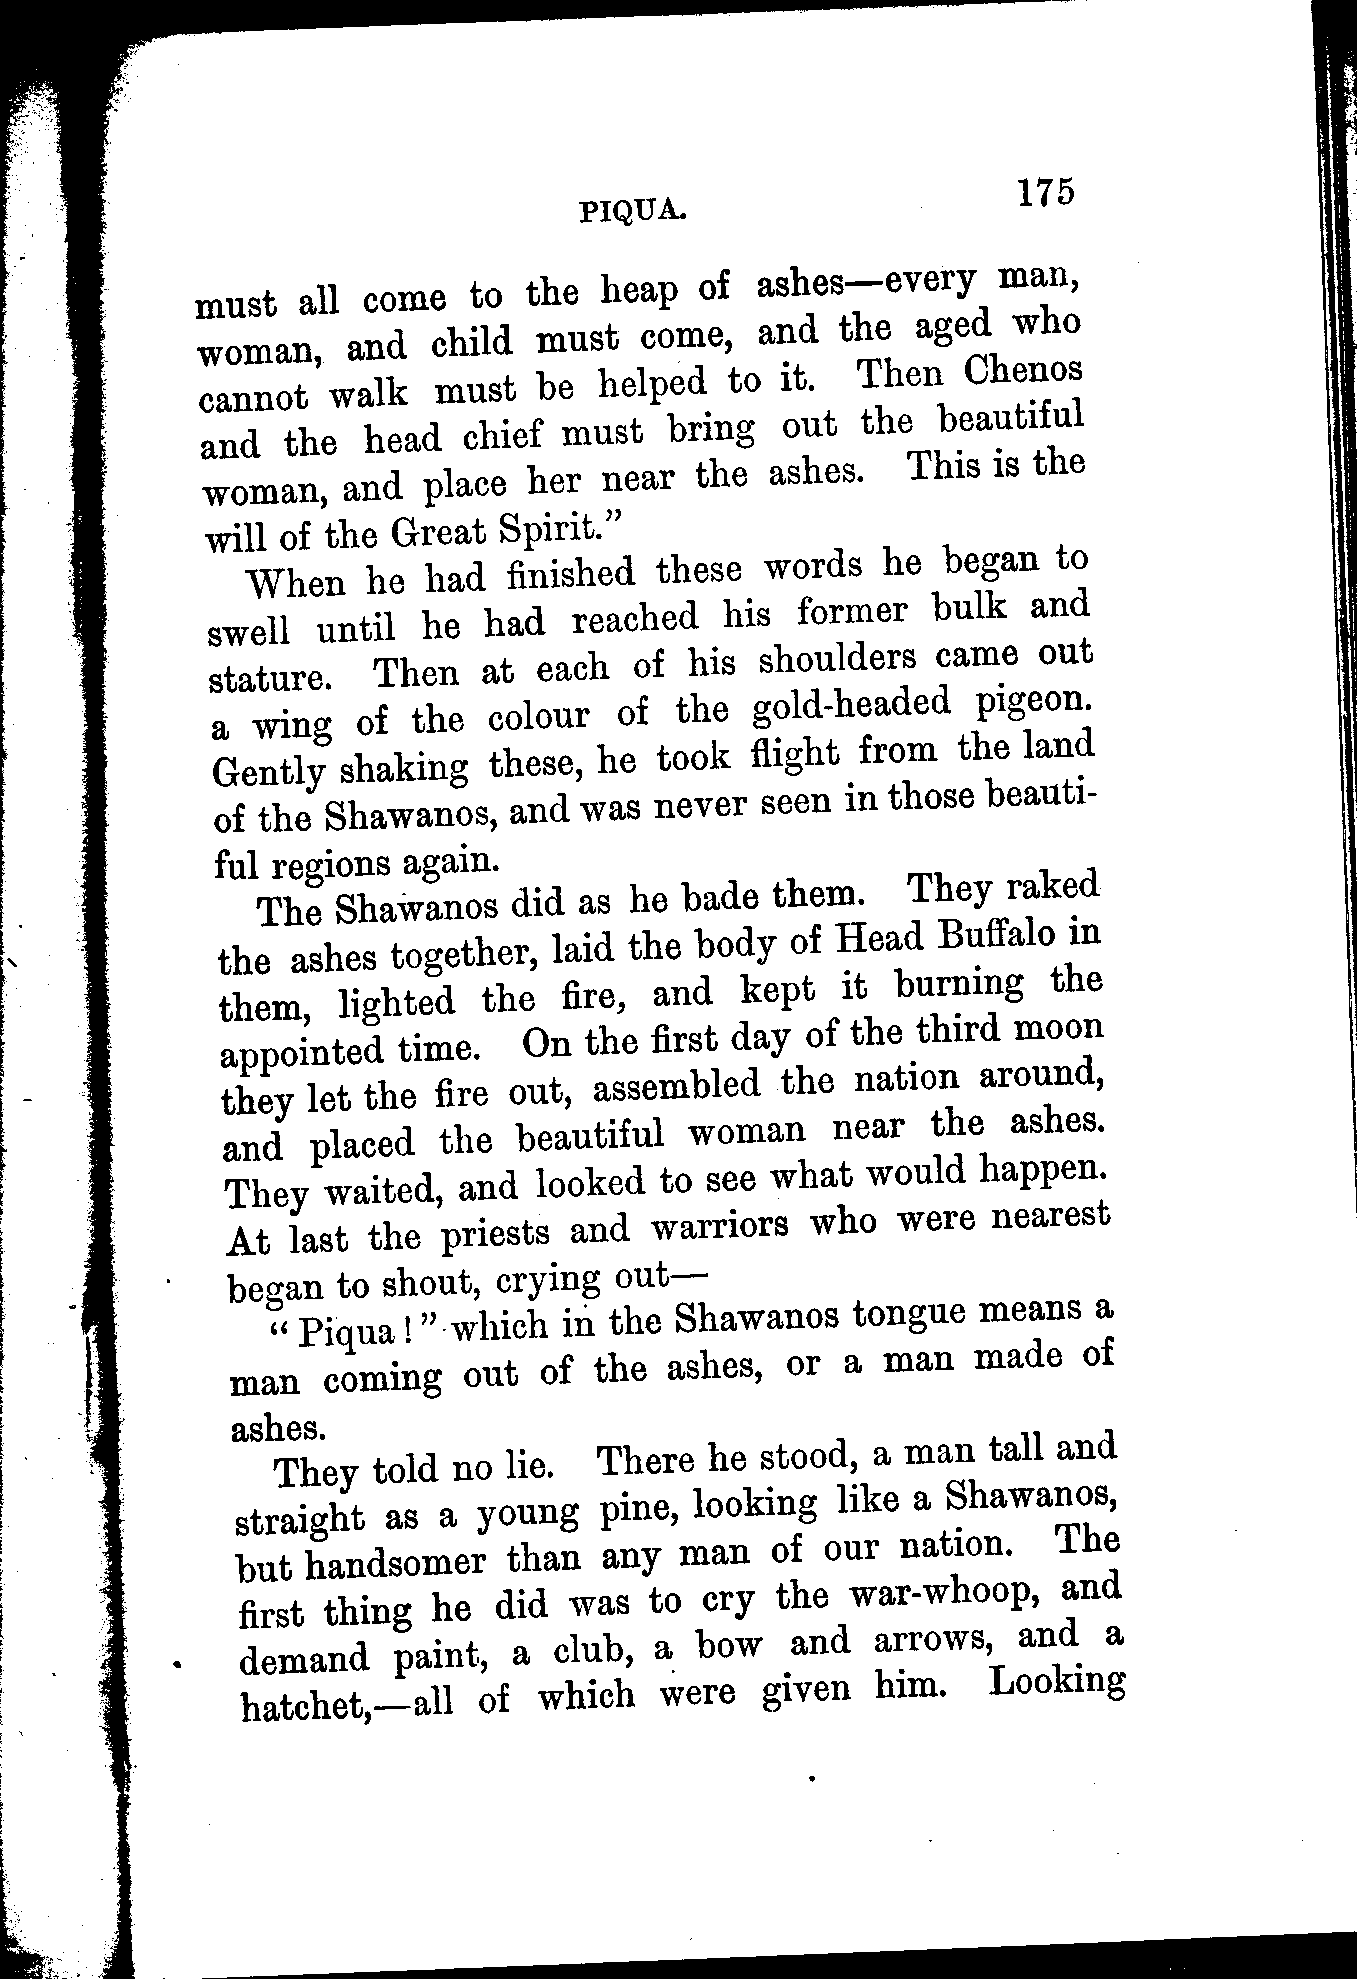 PIQUA. 175
must all come to the heap of ashes—every man,
woman, and child must come, and the aged who
cannot walk must be helped to it. Then Chenos
and the head chief must bring out the beautiful
woman, and place her near the ashes. This is the
will of the Great Spirit.”
When he had finished these words he began to
swell until he had reached his former bulk and
stature. Then at each of his shoulders came out
a wing of the colour of the gold-headed pigeon.
Gently shaking these, he took flight from the land
of the Shawanos, and was never seen in those beauti-
ful regions again.
The Shawanos did as he bade them. They raked
the ashes together, laid the body of Head Buffalo in
them, lighted the fire, and kept it burning the
appointed time. On the first day of the third moon
they let the fire out, assembled the nation around,
and placed the beautiful woman near the ashes.
They waited, and looked to see what would happen.
At last the priests and warriors who were nearest
began to shout, crying out—
“Piqua!” which in the Shawanos tongue means a
man coming out of the ashes, or a man made of
ashes.
They told no lie. There he stood, a man tall and
straight as a young pine, looking like a Shawanos,
but handsomer than any man of our nation. The
first thing he did was to cry the war-whoop, and
demand paint, a club, a bow and arrows, and a
hatchet,—all of which were given him. Looking